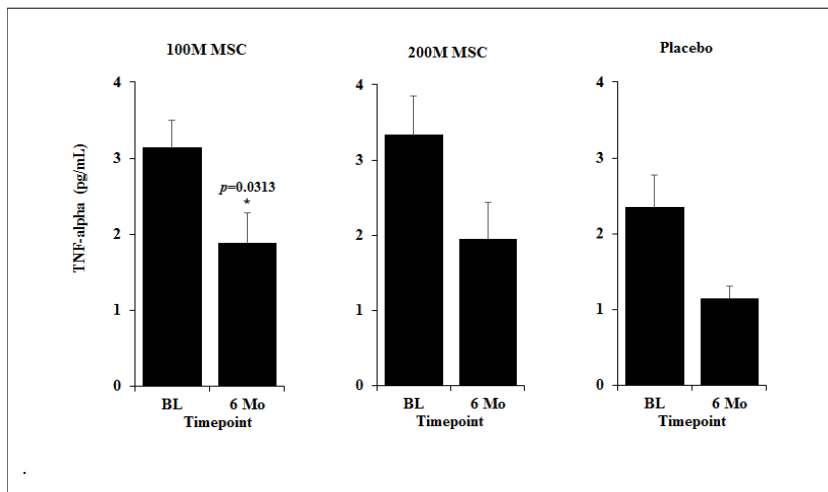 100M MSC
200M MSC
Placebo
TNF-alpha (pg/mL)
4
3
2
1
0
p=0.0313
*
BL 6 Mo
Timepoint
4
3
2
1
0
BL 6 Mo
Timepoint
4
3
2
1
0
BL 6 Mo
Timepoint
.